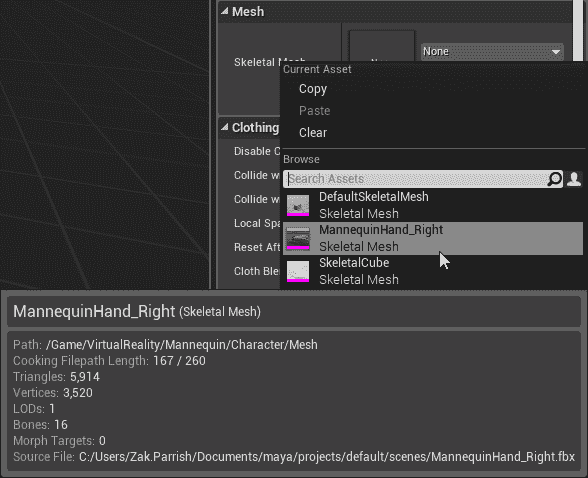 Mesh
Skeletal Me
None
Current Asset
Copy
Paste
Clear
Clothing
Browse
Disable C
Search Assets
Collide w
DefaultSkeletalMesh
Skeletal Mesh
Collide w
Local Spa
MannequinHand_Right
Skeletal Mesh
Reset Aft
SkeletalCube
Cloth Ble
Skeletal Mesh
MannequinHand_Right (Skeletal Mesh)
Path: /Game/VirtualReality/Mannequin/Character/Mesh
Cooking Filepath Length: 167 / 260
Triangles: 5,914
Vertices: 3,520
LODs: 1
Bones: 16
Morph Targets: 0
Source File: C:/Users/Zak.Parrish/Documents/maya/projects/default/scenes/MannequinHand_Right.fbx